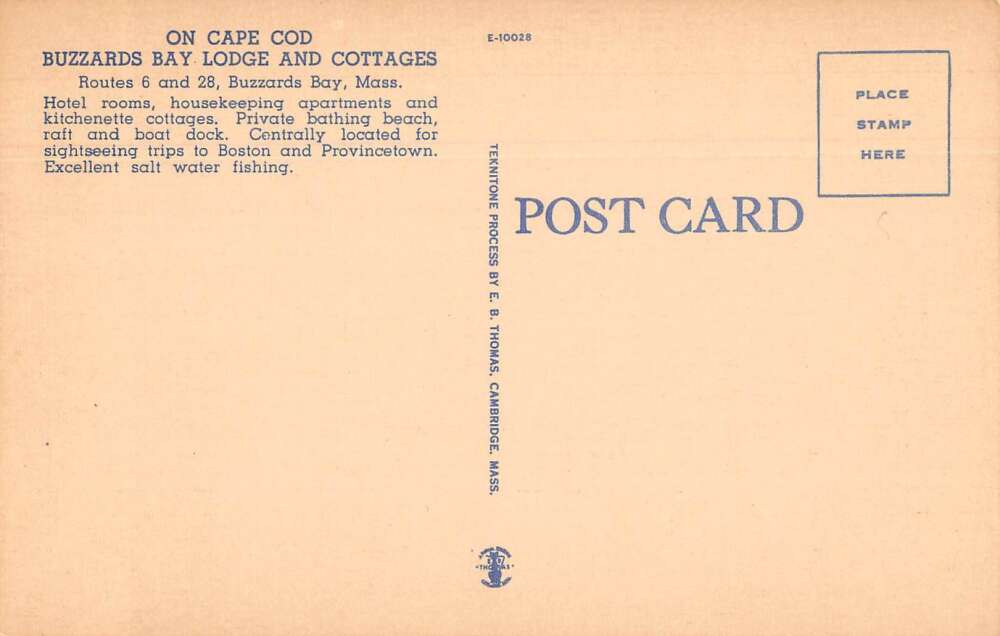 ON CAPE COD
BUZZARDS BAY LODGE AND COTTAGES
Routes 6 and 28, Buzzards Bay, Mass.
Hotel rooms, housekeeping apartments and
kitchenette cottages. Private bathing beach,
raft and boat dock. Centrally located for
sightseeing trips to Boston and Provincetown.
Excellent salt water fishing.
E-10028
TEKNITONE PROCESS BY E. B. THOMAS, CAMBRIDGE, MASS.
POST CARD
PLACE
STAMP
HERE
THOMAS